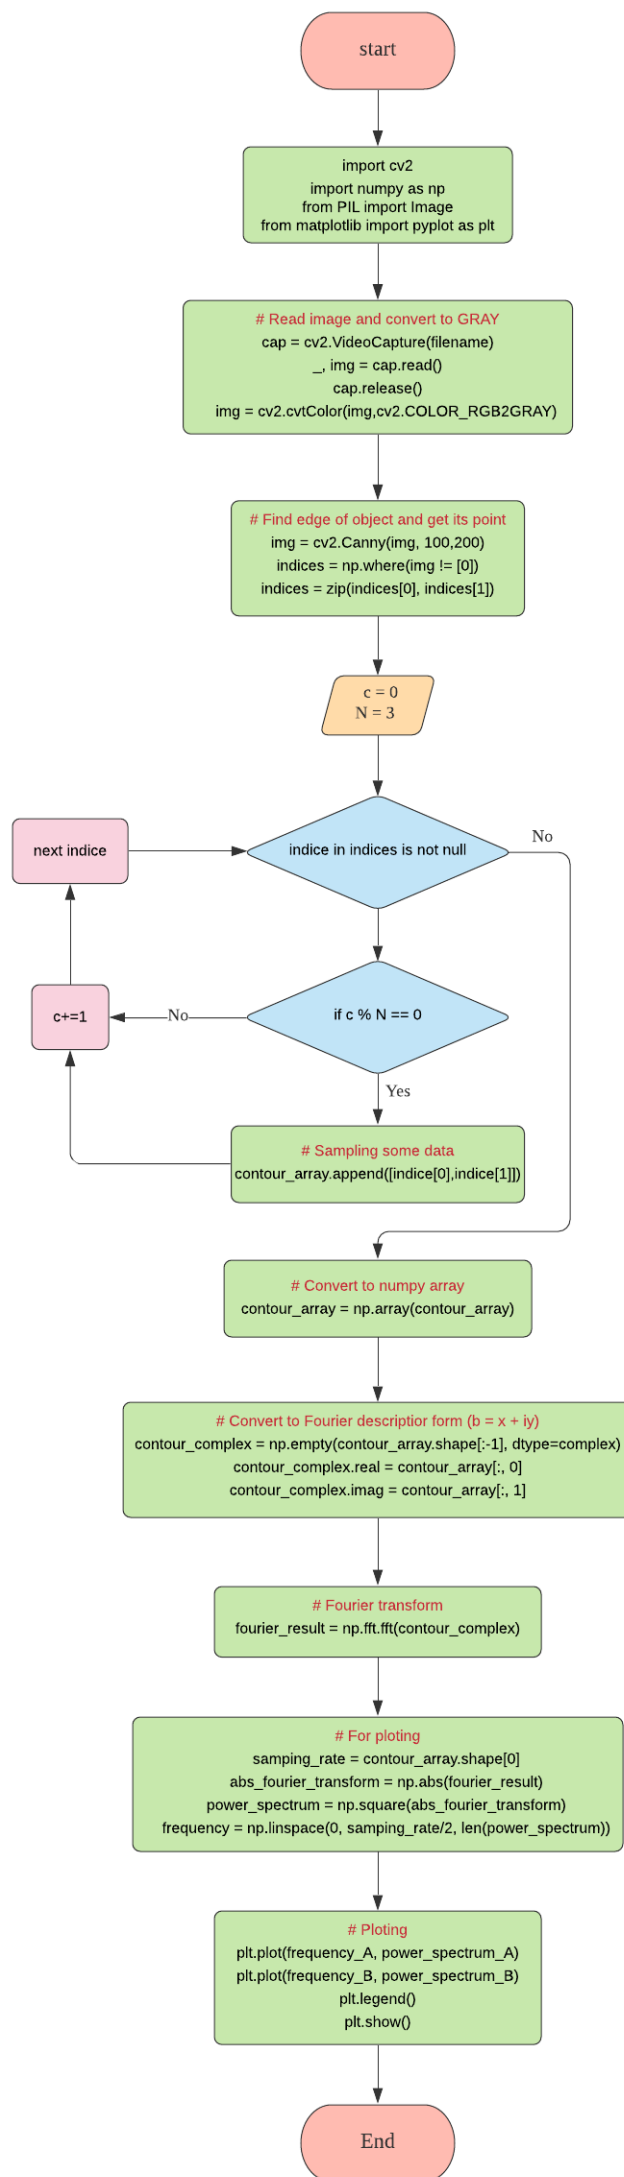 start
import cv2
import numpy as np
from PIL import Image
from matplotlib import pyplot as plt
# Read image and convert to GRAY
cap = cv2.VideoCapture(filename)
_, img = cap.read()
cap.release()
img = cv2.cvtColor(img,cv2.COLOR_RGB2GRAY)
# Find edge of object and get its point
img = cv2.Canny(img, 100,200)
indices = np.where(img != [0])
indices = zip(indices[0], indices[1])
c = 0
N = 3
next indice
indice in indices is not null
No
c+=1
No
if c % N == 0
Yes
# Sampling some data
contour_array.append([indice[0],indice[1]])
# Convert to numpy array
contour_array = np.array(contour_array)
# Convert to Fourier descriptior form (b = x + iy)
contour_complex = np.empty(contour_array.shape[:-1], dtype=complex)
contour_complex.real = contour_array[:, 0]
contour_complex.imag = contour_array[:, 1]
# Fourier transform
fourier_result = np.fft.fft(contour_complex)
# For ploting
samping_rate = contour_array.shape[0]
abs_fourier_transform = np.abs(fourier_result)
power_spectrum = np.square(abs_fourier_transform)
frequency = np.linspace(0, samping_rate/2, len(power_spectrum))
# Ploting
plt.plot(frequency_A, power_spectrum_A)
plt.plot(frequency_B, power_spectrum_B)
plt.legend()
plt.show()
End